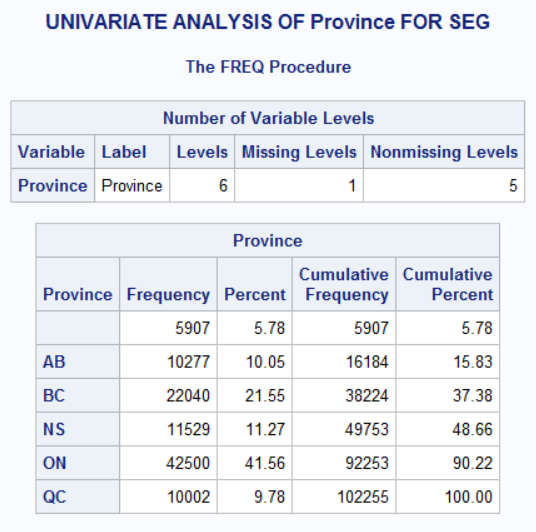 UNIVARIATE ANALYSIS OF Province FOR SEG
The FREQ Procedure
Number of Variable Levels
Variable Label Levels Missing Levels Nonmissing Levels
Province Province 6 1 5
Province
Province Frequency Percent Cumulative Frequency Cumulative Percent
5907 5.78 5907 5.78
AB 10277 10.05 16184 15.83
BC 22040 21.55 38224 37.38
NS 11529 11.27 49753 48.66
ON 42500 41.56 92253 90.22
QC 10002 9.78 102255 100.00